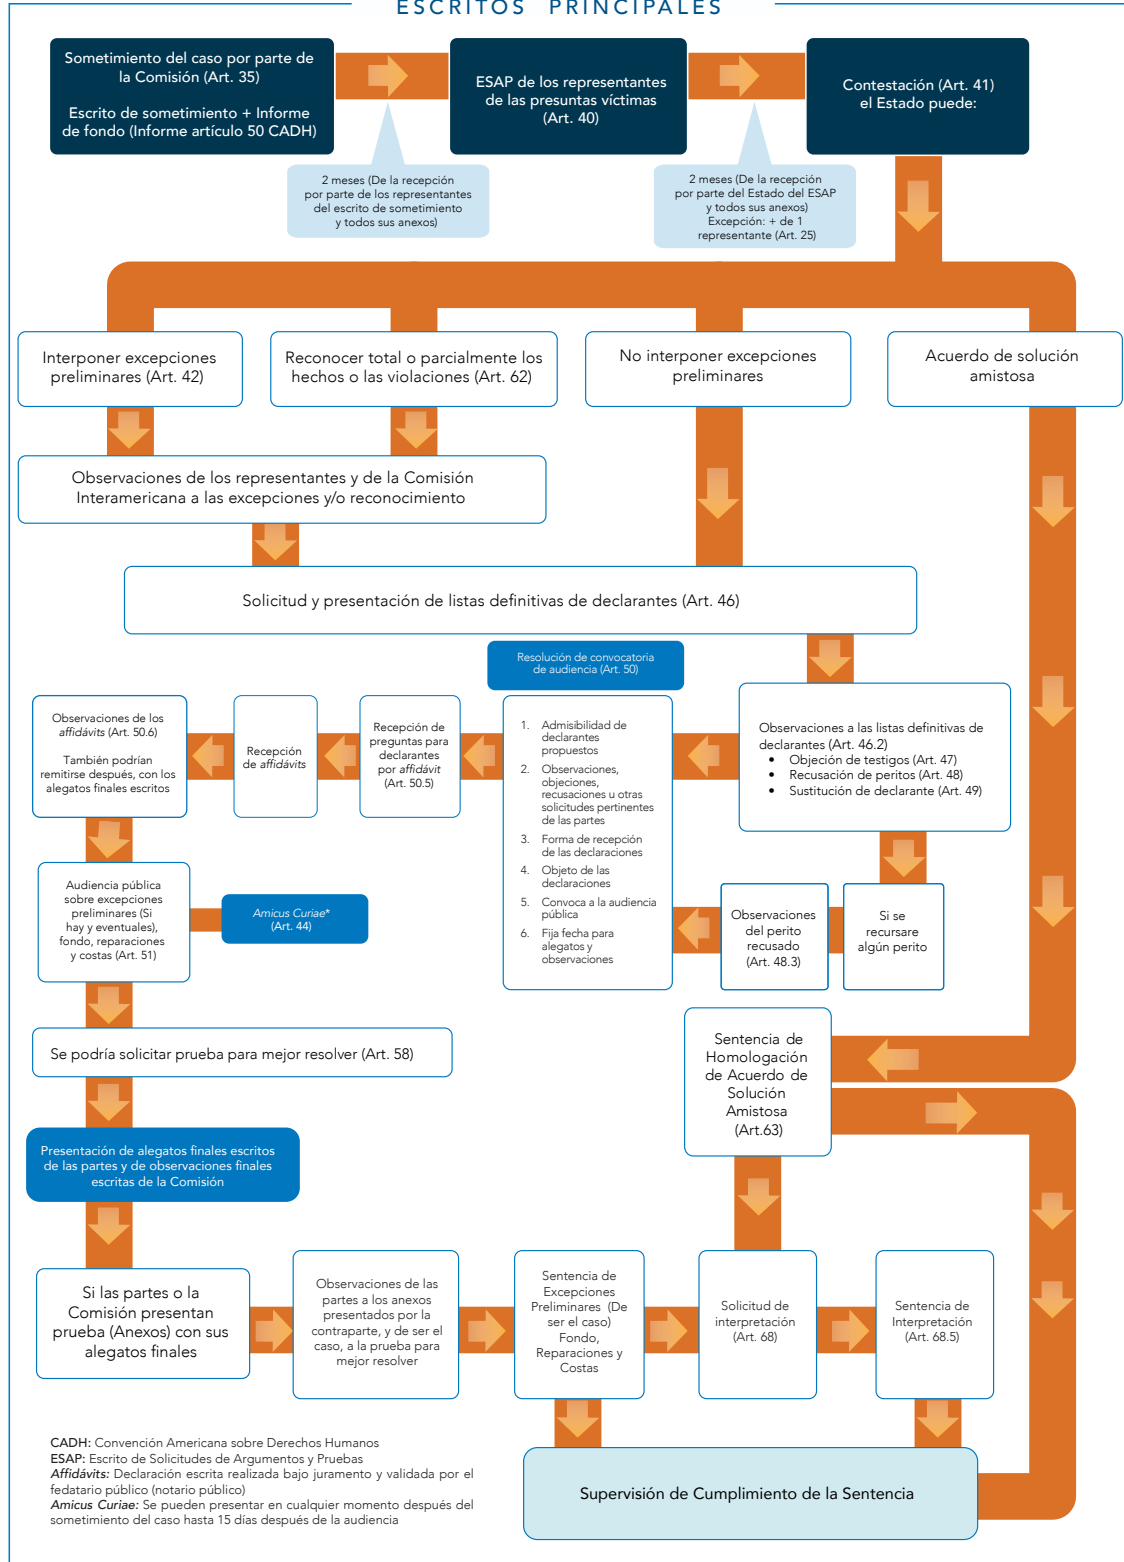 ESCRITOS PRINCIPALES
Sometimiento del caso por parte de
la Comisión (Art. 35)
Escrito de sometimiento + Informe
de fondo (Informe artículo 50 CADH)
ESAP de los representantes
de las presuntas víctimas
(Art. 40)
Contestación (Art. 41)
el Estado puede:
2 meses (De la recepción
por parte de los representantes
del escrito de sometimiento
y todos sus anexos)
2 meses (De la recepción
por parte del Estado del ESAP
y todos sus anexos)
Excepción: + de 1
representante (Art. 25)
Interponer excepciones
preliminares (Art. 42)
Reconocer total o parcialmente los
hechos o las violaciones (Art. 62)
No interponer excepciones
preliminares
Acuerdo de solución
amistosa
Observaciones de los representantes y de la Comisión
Interamericana a las excepciones y/o reconocimiento
Solicitud y presentación de listas definitivas de declarantes (Art. 46)
Resolución de convocatoria
de audiencia (Art. 50)
Observaciones a las listas definitivas de
declarantes (Art. 46.2)
• Objeción de testigos (Art. 47)
• Recusación de peritos (Art. 48)
• Sustitución de declarante (Art. 49)
1. Admisibilidad de
declarantes
propuestos
2. Observaciones,
objeciones,
recusaciones u otras
solicitudes pertinentes
de las partes
3. Forma de recepción
de las declaraciones
4. Objeto de las
declaraciones
5. Convoca a la audiencia
pública
6. Fija fecha para
alegatos y
observaciones
Recepción de
preguntas para
declarantes
por affidávit
(Art. 50.5)
Recepción
de affidávits
Observaciones de los
affidávits (Art. 50.6)
También podrían
remitirse después, con los
alegatos finales escritos
Si se
recursare
algún perito
Observaciones
del perito
recusado
(Art. 48.3)
Audiencia pública
sobre excepciones
preliminares (Si
hay y eventuales),
fondo, reparaciones
y costas (Art. 51)
Amicus Curiae*
(Art. 44)
Se podría solicitar prueba para mejor resolver (Art. 58)
Sentencia de
Homologación
de Acuerdo de
Solución
Amistosa
(Art.63)
Presentación de alegatos finales escritos
de las partes y de observaciones finales
escritas de la Comisión
Si las partes o la
Comisión presentan
prueba (Anexos) con sus
alegatos finales
Observaciones de las
partes a los anexos
presentados por la
contraparte, y de ser el
caso, a la prueba para
mejor resolver
Sentencia de
Excepciones
Preliminares (De
ser el caso)
Fondo,
Reparaciones y
Costas
Solicitud de
interpretación
(Art. 68)
Sentencia de
Interpretación
(Art. 68.5)
Supervisión de Cumplimiento de la Sentencia
CADH: Convención Americana sobre Derechos Humanos
ESAP: Escrito de Solicitudes de Argumentos y Pruebas
Affidávits: Declaración escrita realizada bajo juramento y validada por el
fedatario público (notario público)
Amicus Curiae: Se pueden presentar en cualquier momento después del
sometimiento del caso hasta 15 días después de la audiencia